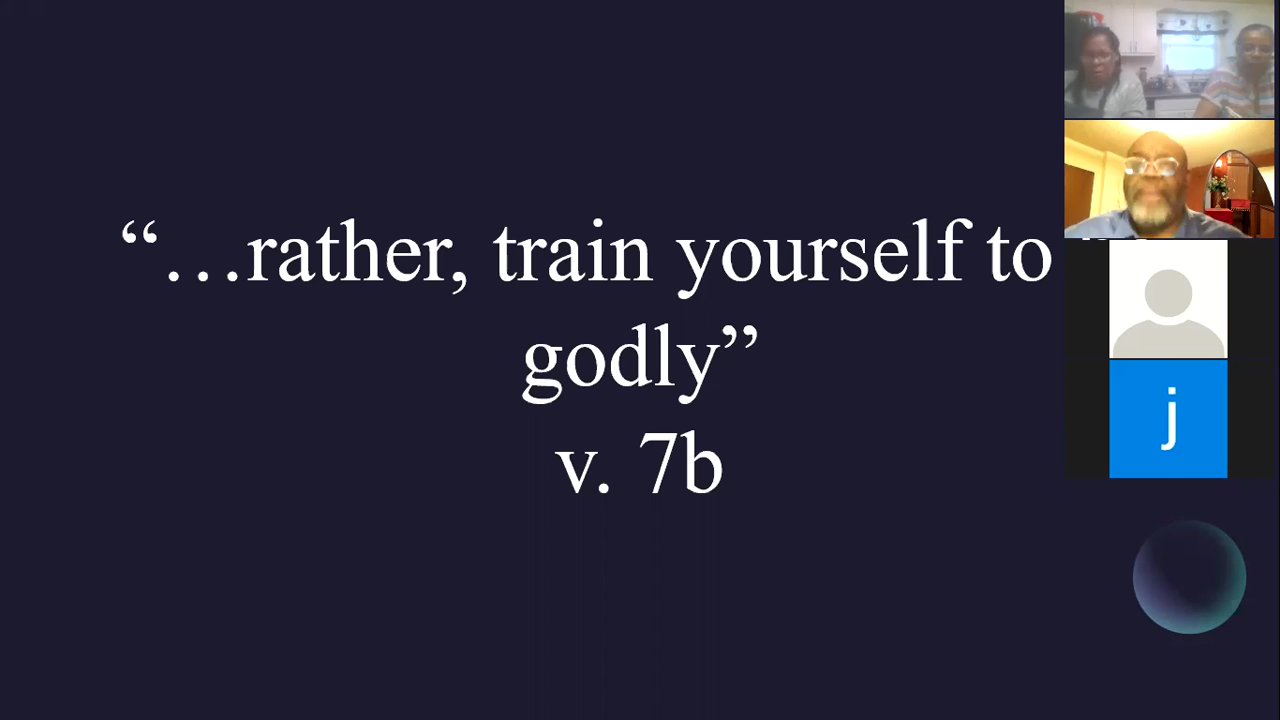 “…rather, train yourself to
godly”
v. 7b
j